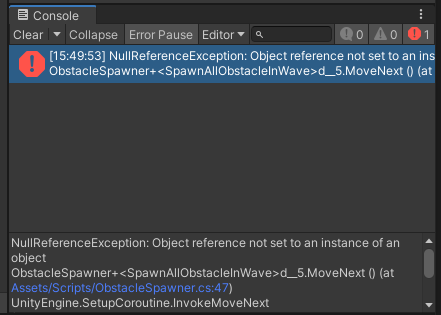 Console
Clear Collapse Error Pause Editor 0 0 1
[15:49:53] NullReferenceException: Object reference not set to an ins
ObstacleSpawner+<SpawnAllObstacleInWave>d__5.MoveNext () (at
NullReferenceException: Object reference not set to an instance of an
object
ObstacleSpawner+<SpawnAllObstacleInWave>d__5.MoveNext () (at
Assets/Scripts/ObstacleSpawner.cs:47)
UnityEngine.SetupCoroutine.InvokeMoveNext